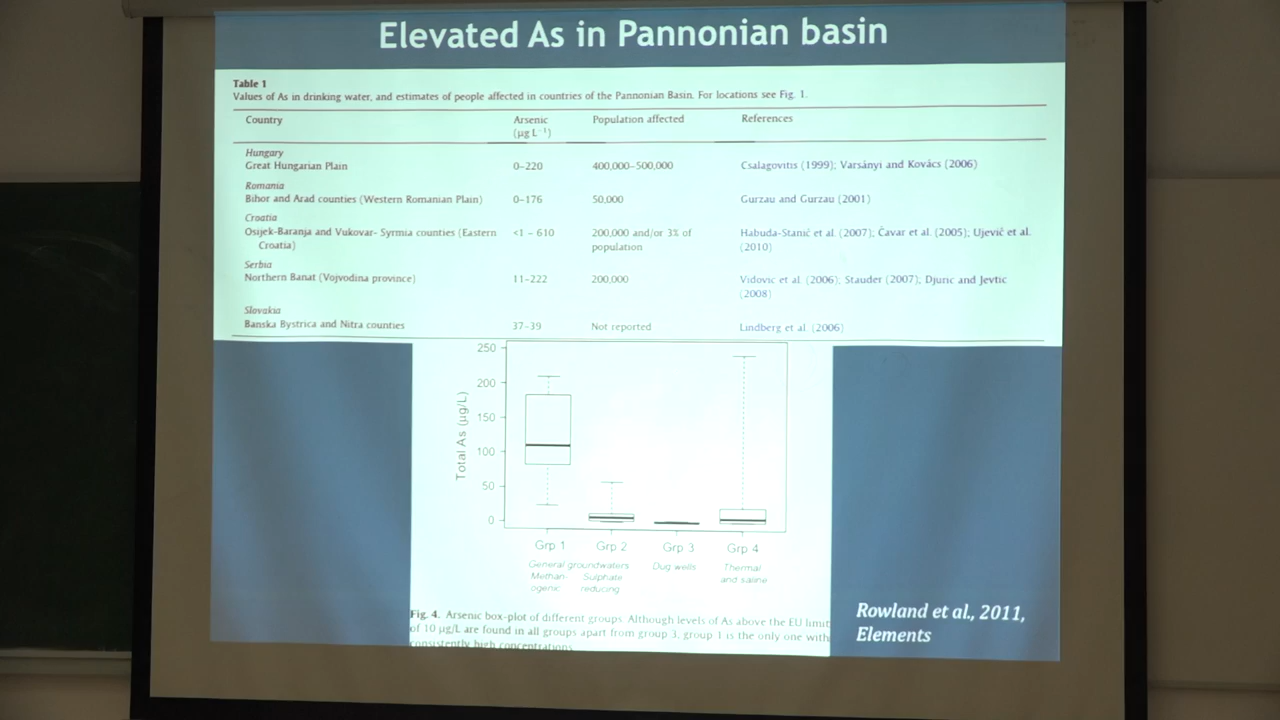 Elevated As in Pannonian basin
Table 1
Values of As in drinking water, and estimates of people affected in countries of the Pannonian Basin. For locations see Fig. 1.
Country Arsenic Population affected References
(μg L⁻¹)
Hungary
Great Hungarian Plain 0–220 400,000–500,000 Csalagovitis (1999); Varsányi and Kovács (2006)
Romania
Bihor and Arad counties (Western Romanian Plain) 0–176 50,000 Gurzau and Gurzau (2001)
Croatia
Osijek-Baranja and Vukovar- Syrmia counties (Eastern <1 – 610 200,000 and/or 3% of Habuda-Stanić et al. (2007); Čavar et al. (2005); Ujević et al.
Croatia) population (2010)
Serbia
Northern Banat (Vojvodina province) 11–222 200,000 Vidovic et al. (2006); Stauder (2007); Djuric and Jevtic
(2008)
Slovakia
Banska Bystrica and Nitra counties 37–39 Not reported Lindberg et al. (2006)
250
200
150
100
50
0
Total As (μg/L)
Grp 1 Grp 2 Grp 3 Grp 4
General groundwaters Dug wells Thermal
Methan- Sulphate and saline
ogenic reducing
Fig. 4. Arsenic box-plot of different groups. Although levels of As above the EU limit
of 10 μg/L are found in all groups apart from group 3, group 1 is the only one with
consistently high concentrations
Rowland et al., 2011,
Elements